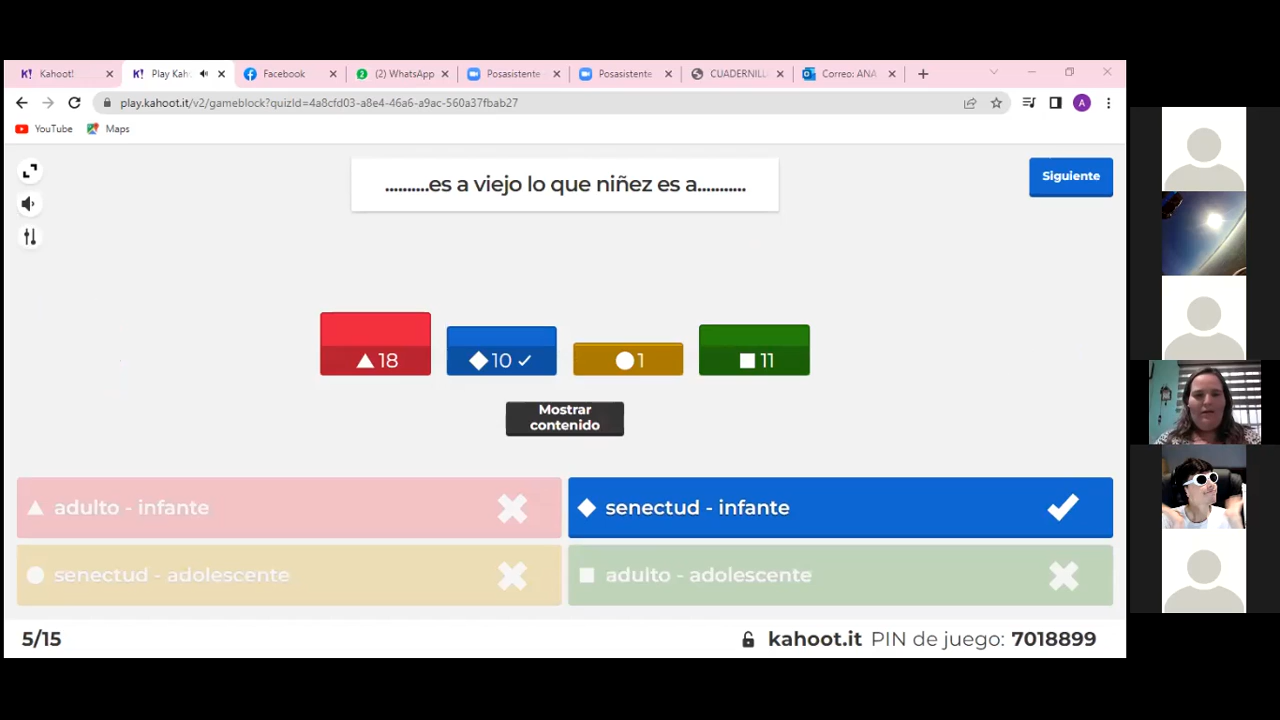 Kahoot!
Play Kah
Facebook
(2) WhatsApp
Posasistente
Posasistente
CUADERNILL
Correo: ANA
play.kahoot.it/v2/gameblock?quizId=4a8cfd03-a8e4-46a6-a9ac-560a37fbab27
A
YouTube
Maps
..........es a viejo lo que niñez es a...........
Siguiente
18
10
1
11
Mostrar
contenido
adulto - infante
senectud - infante
senectud - adolescente
adulto - adolescente
5/15
kahoot.it PIN de juego: 7018899